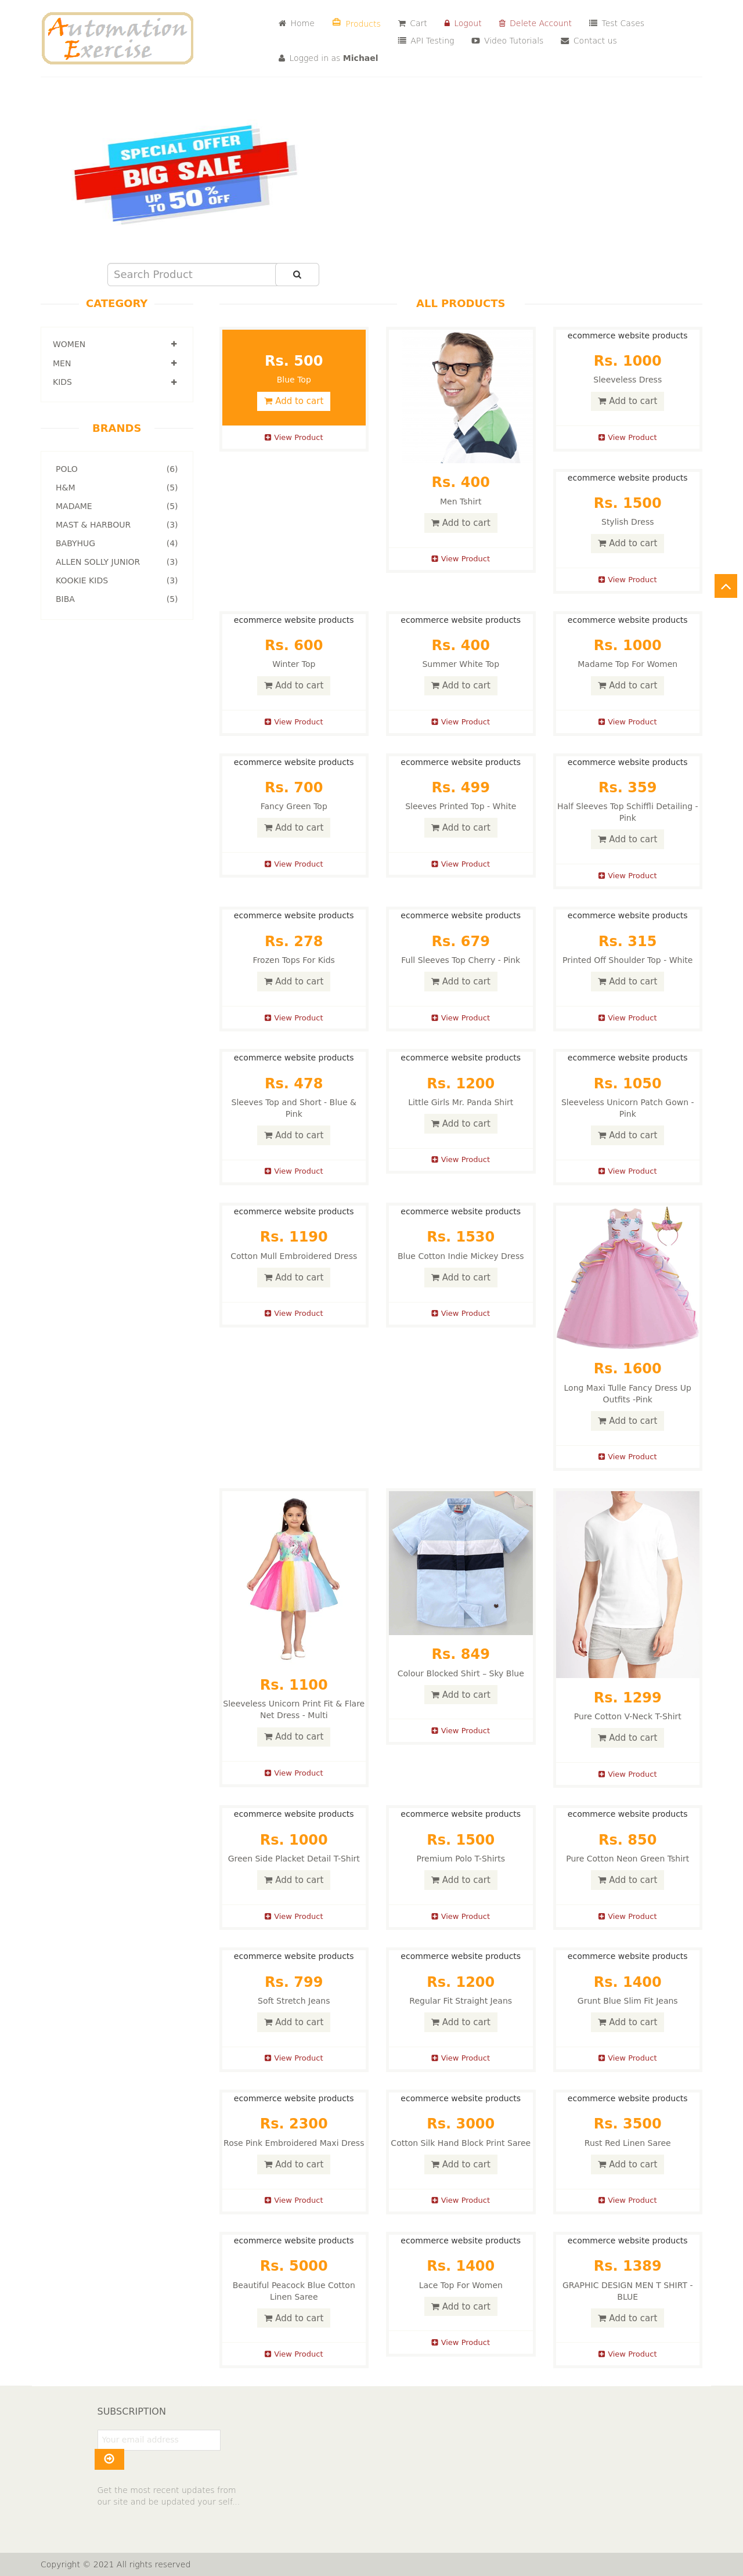 Automation
Exercise
Home
Products
Cart
Logout
Delete Account
Test Cases
API Testing
Video Tutorials
Contact us
Logged in as Michael
SPECIAL OFFER
BIG SALE
UP TO 50% OFF
Search Product
CATEGORY
WOMEN
MEN
KIDS
BRANDS
POLO (6)
H&M (5)
MADAME (5)
MAST & HARBOUR (3)
BABYHUG (4)
ALLEN SOLLY JUNIOR (3)
KOOKIE KIDS (3)
BIBA (5)
ALL PRODUCTS
Rs. 500
Blue Top
Add to cart
View Product
Rs. 400
Men Tshirt
Add to cart
View Product
ecommerce website products
Rs. 1000
Sleeveless Dress
Add to cart
View Product
ecommerce website products
Rs. 1500
Stylish Dress
Add to cart
View Product
ecommerce website products
Rs. 600
Winter Top
Add to cart
View Product
ecommerce website products
Rs. 400
Summer White Top
Add to cart
View Product
ecommerce website products
Rs. 1000
Madame Top For Women
Add to cart
View Product
ecommerce website products
Rs. 700
Fancy Green Top
Add to cart
View Product
ecommerce website products
Rs. 499
Sleeves Printed Top - White
Add to cart
View Product
ecommerce website products
Rs. 359
Half Sleeves Top Schiffli Detailing -
Pink
Add to cart
View Product
ecommerce website products
Rs. 278
Frozen Tops For Kids
Add to cart
View Product
ecommerce website products
Rs. 679
Full Sleeves Top Cherry - Pink
Add to cart
View Product
ecommerce website products
Rs. 315
Printed Off Shoulder Top - White
Add to cart
View Product
ecommerce website products
Rs. 478
Sleeves Top and Short - Blue &
Pink
Add to cart
View Product
ecommerce website products
Rs. 1200
Little Girls Mr. Panda Shirt
Add to cart
View Product
ecommerce website products
Rs. 1050
Sleeveless Unicorn Patch Gown -
Pink
Add to cart
View Product
ecommerce website products
Rs. 1190
Cotton Mull Embroidered Dress
Add to cart
View Product
ecommerce website products
Rs. 1530
Blue Cotton Indie Mickey Dress
Add to cart
View Product
Rs. 1600
Long Maxi Tulle Fancy Dress Up
Outfits -Pink
Add to cart
View Product
Rs. 1100
Sleeveless Unicorn Print Fit & Flare
Net Dress - Multi
Add to cart
View Product
Rs. 849
Colour Blocked Shirt – Sky Blue
Add to cart
View Product
Rs. 1299
Pure Cotton V-Neck T-Shirt
Add to cart
View Product
ecommerce website products
Rs. 1000
Green Side Placket Detail T-Shirt
Add to cart
View Product
ecommerce website products
Rs. 1500
Premium Polo T-Shirts
Add to cart
View Product
ecommerce website products
Rs. 850
Pure Cotton Neon Green Tshirt
Add to cart
View Product
ecommerce website products
Rs. 799
Soft Stretch Jeans
Add to cart
View Product
ecommerce website products
Rs. 1200
Regular Fit Straight Jeans
Add to cart
View Product
ecommerce website products
Rs. 1400
Grunt Blue Slim Fit Jeans
Add to cart
View Product
ecommerce website products
Rs. 2300
Rose Pink Embroidered Maxi Dress
Add to cart
View Product
ecommerce website products
Rs. 3000
Cotton Silk Hand Block Print Saree
Add to cart
View Product
ecommerce website products
Rs. 3500
Rust Red Linen Saree
Add to cart
View Product
ecommerce website products
Rs. 5000
Beautiful Peacock Blue Cotton
Linen Saree
Add to cart
View Product
ecommerce website products
Rs. 1400
Lace Top For Women
Add to cart
View Product
ecommerce website products
Rs. 1389
GRAPHIC DESIGN MEN T SHIRT -
BLUE
Add to cart
View Product
SUBSCRIPTION
Your email address
Get the most recent updates from
our site and be updated your self...
Copyright © 2021 All rights reserved